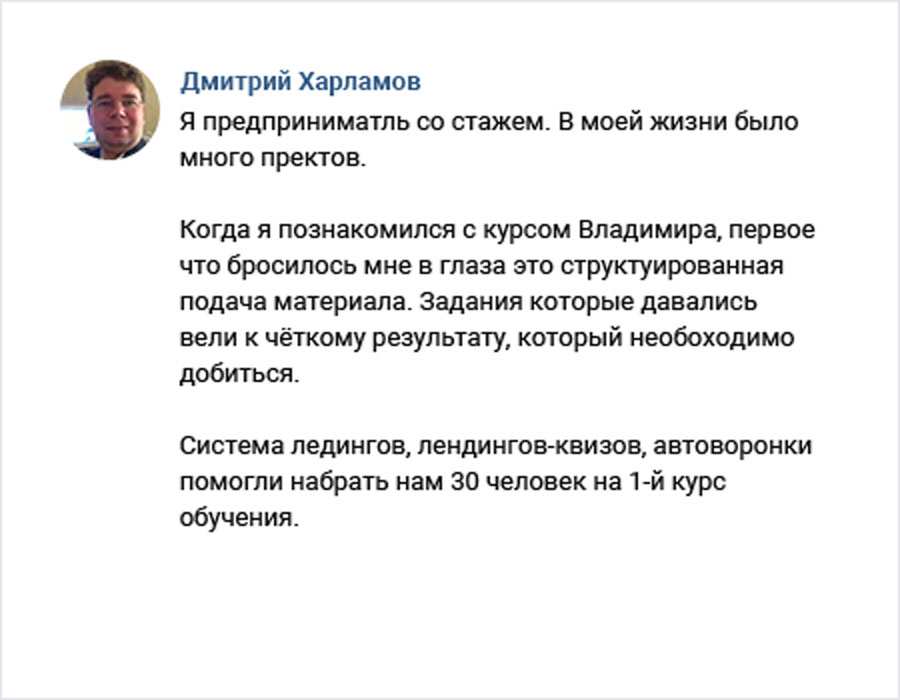 Дмитрий Харламов
Я предприниматль со стажем. В моей жизни было
много пректов.
Когда я познакомился с курсом Владимира, первое
что бросилось мне в глаза это структуированная
подача материала. Задания которые давались
вели к чёткому результату, который необоходимо
добиться.
Система ледингов, лендингов-квизов, автоворонки
помогли набрать нам 30 человек на 1-й курс
обучения.